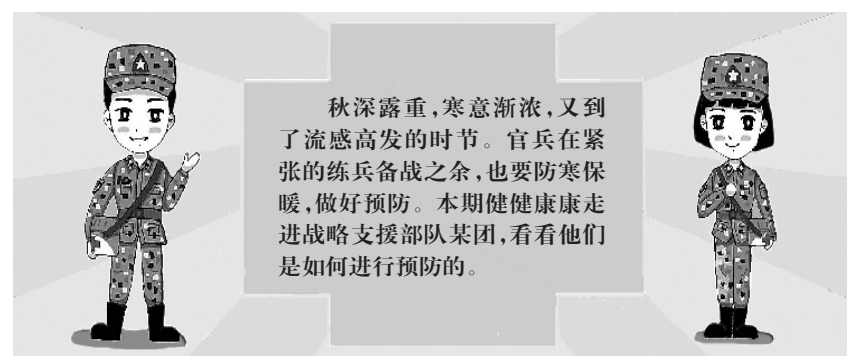 秋深露重，寒意渐浓，又到
了流感高发的时节。官兵在紧
张的练兵备战之余，也要防寒保
暖，做好预防。本期健健康康走
进战略支援部队某团，看看他们
是如何进行预防的。